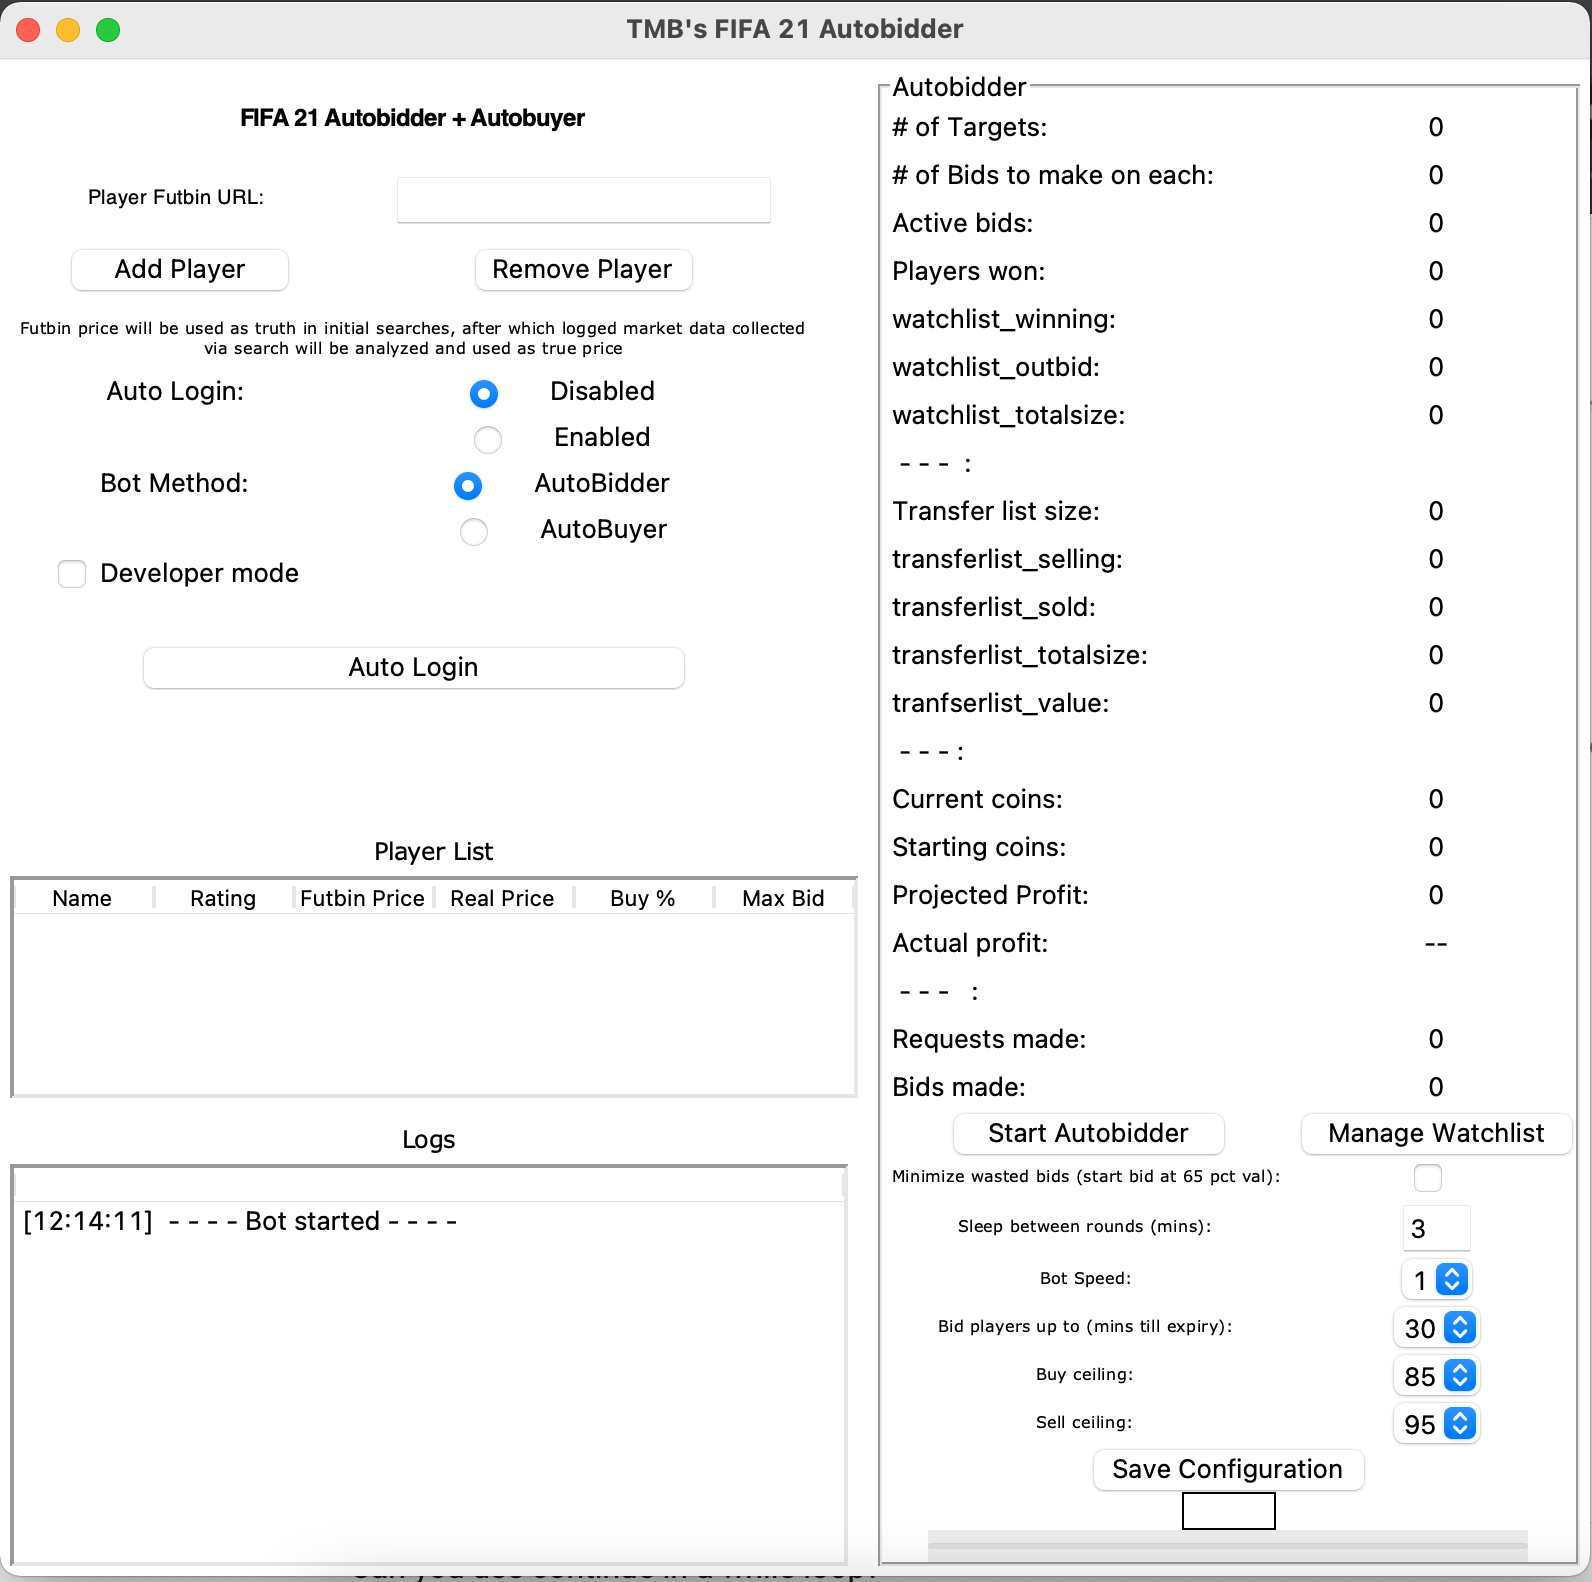 TMB's FIFA 21 Autobidder
FIFA 21 Autobidder + Autobuyer
Player Futbin URL:
Add Player
Remove Player
Futbin price will be used as truth in initial searches, after which logged market data collected
via search will be analyzed and used as true price
Auto Login:
Disabled
Enabled
Bot Method:
AutoBidder
AutoBuyer
Developer mode
Auto Login
Player List
Name Rating Futbin Price Real Price Buy % Max Bid
Logs
[12:14:11] - - - - Bot started - - - -
Autobidder
# of Targets: 0
# of Bids to make on each: 0
Active bids: 0
Players won: 0
watchlist_winning: 0
watchlist_outbid: 0
watchlist_totalsize: 0
- - - :
Transfer list size: 0
transferlist_selling: 0
transferlist_sold: 0
transferlist_totalsize: 0
tranfserlist_value: 0
- - - :
Current coins: 0
Starting coins: 0
Projected Profit: 0
Actual profit: --
- - - :
Requests made: 0
Bids made: 0
Start Autobidder
Manage Watchlist
Minimize wasted bids (start bid at 65 pct val):
Sleep between rounds (mins): 3
Bot Speed: 1
Bid players up to (mins till expiry): 30
Buy ceiling: 85
Sell ceiling: 95
Save Configuration